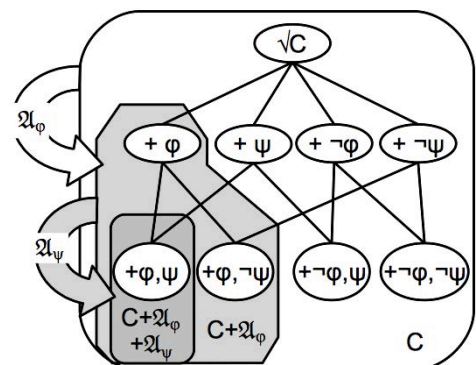 √C
𝔄φ
+ φ
+ ψ
+ ¬φ
+ ¬ψ
𝔄ψ
+φ,ψ
+φ,¬ψ
+¬φ,ψ
+¬φ,¬ψ
C+𝔄φ
+𝔄ψ
C+𝔄φ
C